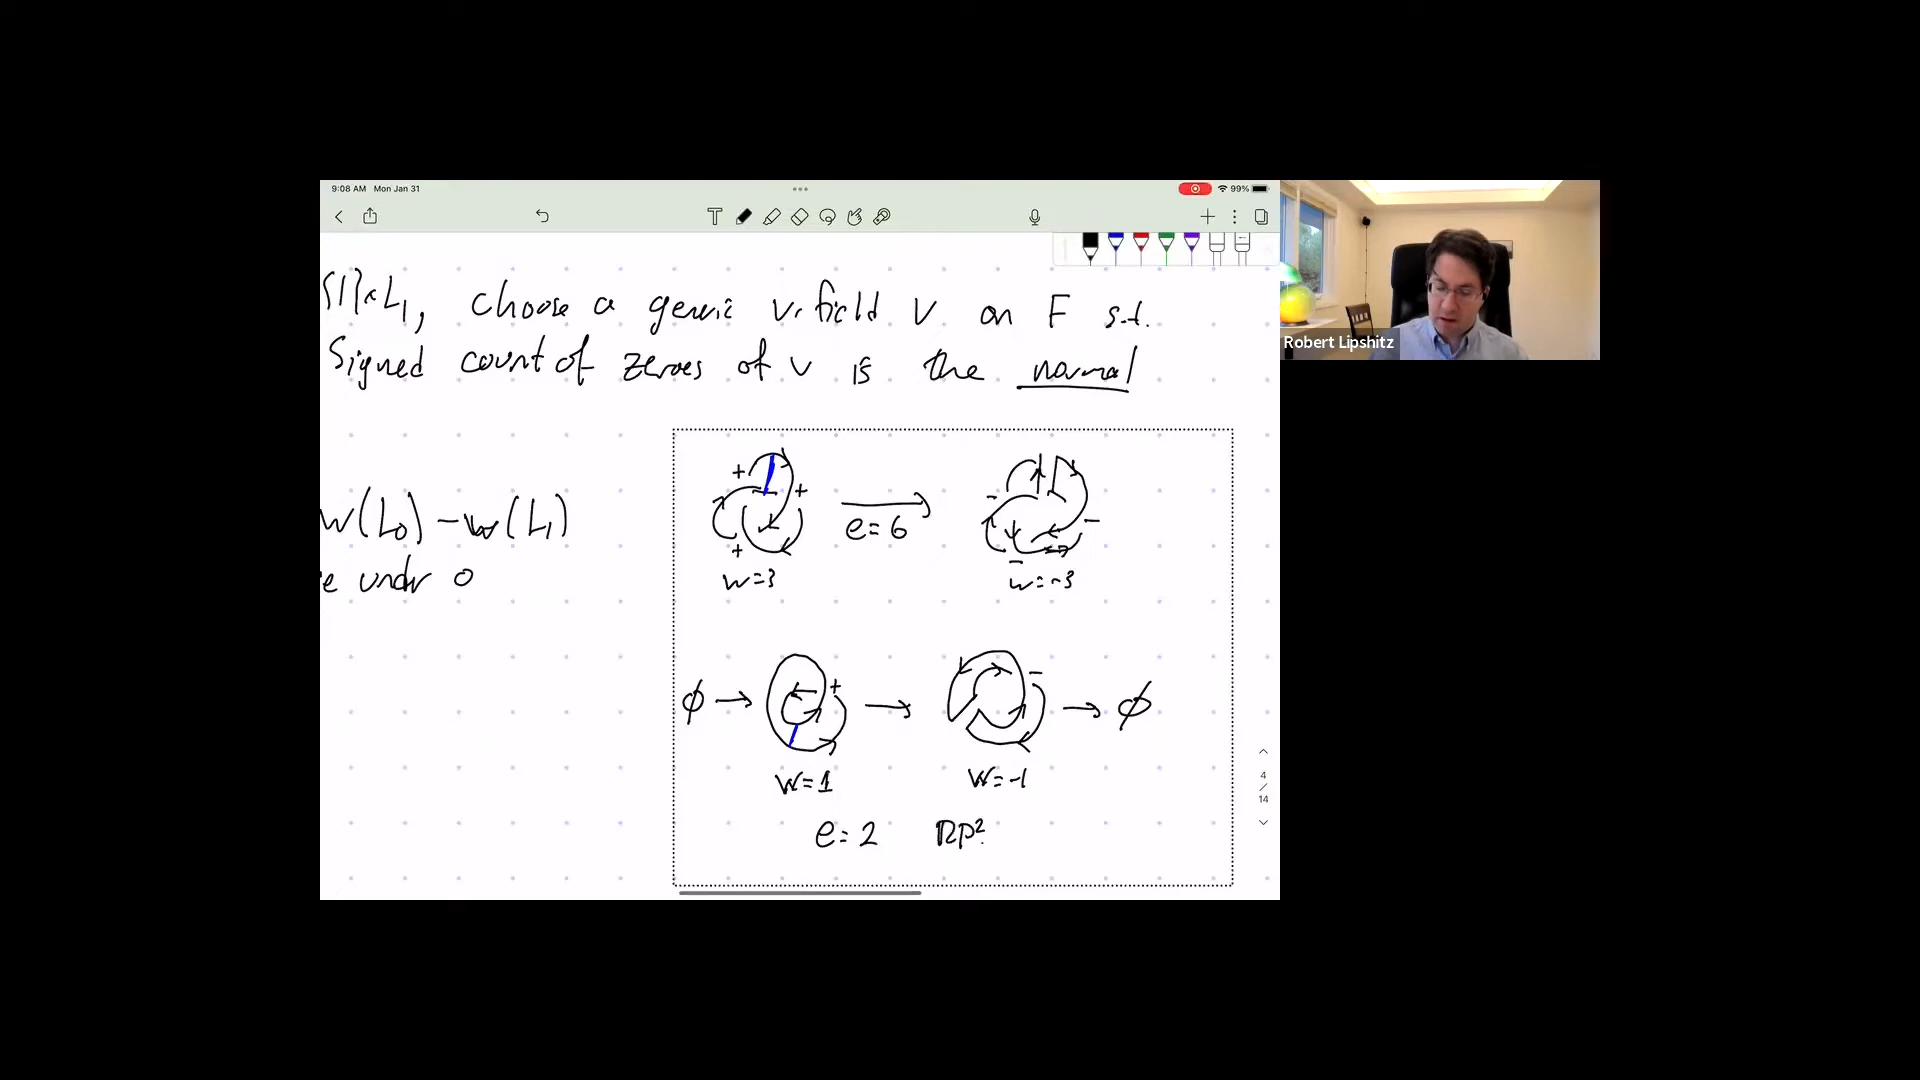 9:08 AM Mon Jan 31
99%
{1}×L₁, choose a generic v. field V on F s.t.
Signed count of zeroes of v is the normal
w(L₀) - w(L₁)
e under 0
+ + +
e=6
- - -
w=3
w=-3
+
-
∅ → → → ∅
w=1
w=-1
e=2 RP²
4
/
14
Robert Lipshitz